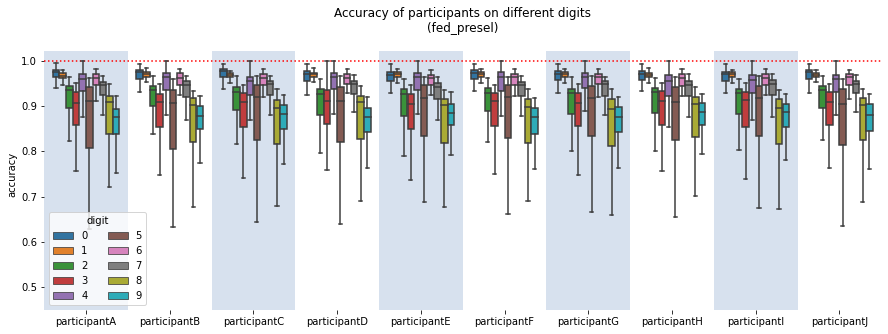 Accuracy of participants on different digits
(fed_presel)
accuracy
1.0
0.9
0.8
0.7
0.6
0.5
digit
0 5
1 6
2 7
3 8
4 9
participantA participantB participantC participantD participantE participantF participantG participantH participantI participantJ